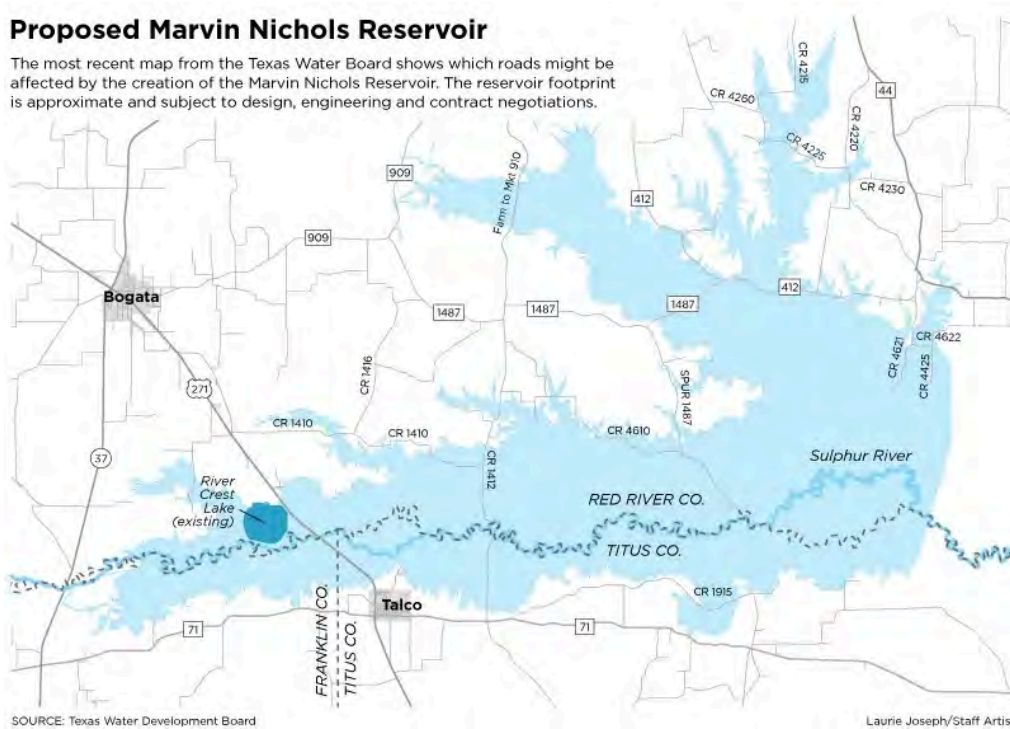 Proposed Marvin Nichols Reservoir
The most recent map from the Texas Water Board shows which roads might be
affected by the creation of the Marvin Nichols Reservoir. The reservoir footprint
is approximate and subject to design, engineering and contract negotiations.
CR 4215
44
CR 4260
CR 4220
CR 4225
909
Farm to Mkt 910
CR 4230
412
909
Bogata
412
1487
1487
1487
CR 4622
CR 4621
CR 4425
CR 1416
SPUR 1487
271
CR 1410
CR 1410
CR 4610
37
Sulphur River
CR 1412
River
Crest
Lake
(existing)
RED RIVER CO.
TITUS CO.
CR 1915
Talco
71
71
FRANKLIN CO.
TITUS CO.
SOURCE: Texas Water Development Board
Laurie Joseph/Staff Artis